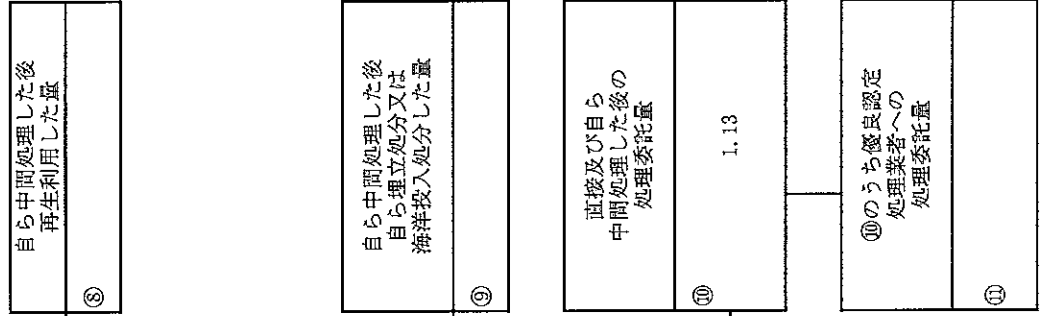 自ら中間処理した後
再生利用した量
⑧
自ら中間処理した後
自ら埋立処分又は
海洋投入処分した量
⑨
直接及び自ら
中間処理した後の
処理委託量
⑩
1.13
⑩のうち優良認定
処理業者への
処理委託量
⑪